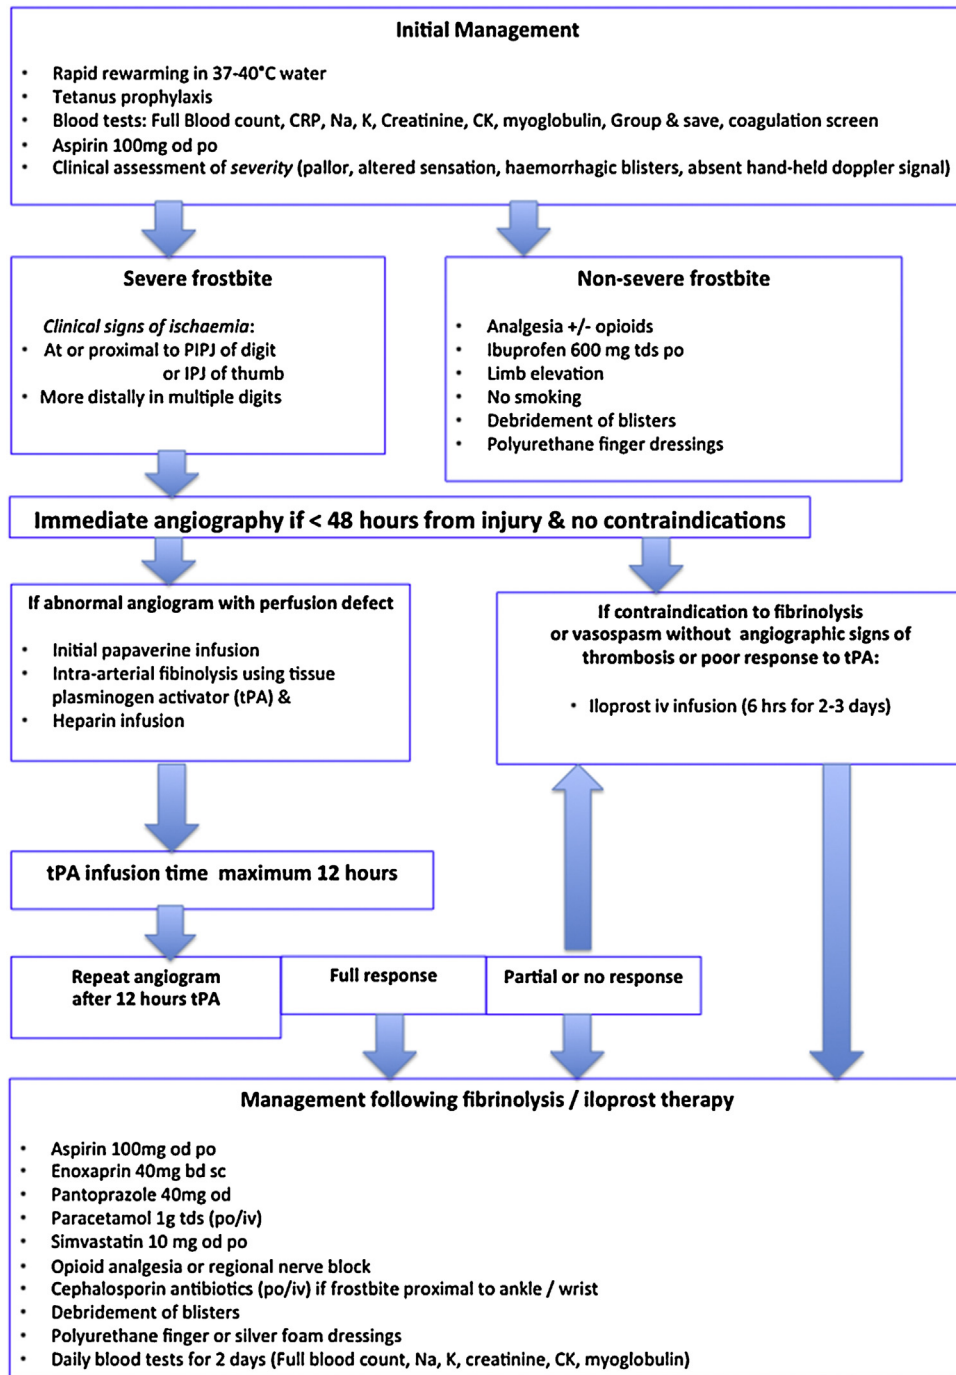 Initial Management
• Rapid rewarming in 37-40°C water
• Tetanus prophylaxis
• Blood tests: Full Blood count, CRP, Na, K, Creatinine, CK, myoglobulin, Group & save, coagulation screen
• Aspirin 100mg od po
• Clinical assessment of severity (pallor, altered sensation, haemorrhagic blisters, absent hand-held doppler signal)
Severe frostbite
Clinical signs of ischaemia:
• At or proximal to PIPJ of digit
or IPJ of thumb
• More distally in multiple digits
Non-severe frostbite
• Analgesia +/- opioids
• Ibuprofen 600 mg tds po
• Limb elevation
• No smoking
• Debridement of blisters
• Polyurethane finger dressings
Immediate angiography if < 48 hours from injury & no contraindications
If abnormal angiogram with perfusion defect
• Initial papaverine infusion
• Intra-arterial fibinolysis using tissue
plasminogen activator (tPA) &
• Heparin infusion
If contraindication to fibrinolysis
or vasospasm without angiographic signs of
thrombosis or poor response to tPA:
• Iloprost iv infusion (6 hrs for 2-3 days)
tPA infusion time maximum 12 hours
Repeat angiogram
after 12 hours tPA
Full response
Partial or no response
Management following fibrinolysis / iloprost therapy
• Aspirin 100mg od po
• Enoxaprin 40mg bd sc
• Pantoprazole 40mg od
• Paracetamol 1g tds (po/iv)
• Simvastatin 10 mg od po
• Opioid analgesia or regional nerve block
• Cephalosporin antibiotics (po/iv) if frostbite proximal to ankle / wrist
• Debridement of blisters
• Polyurethane finger or silver foam dressings
• Daily blood tests for 2 days (Full blood count, Na, K, creatinine, CK, myoglobulin)